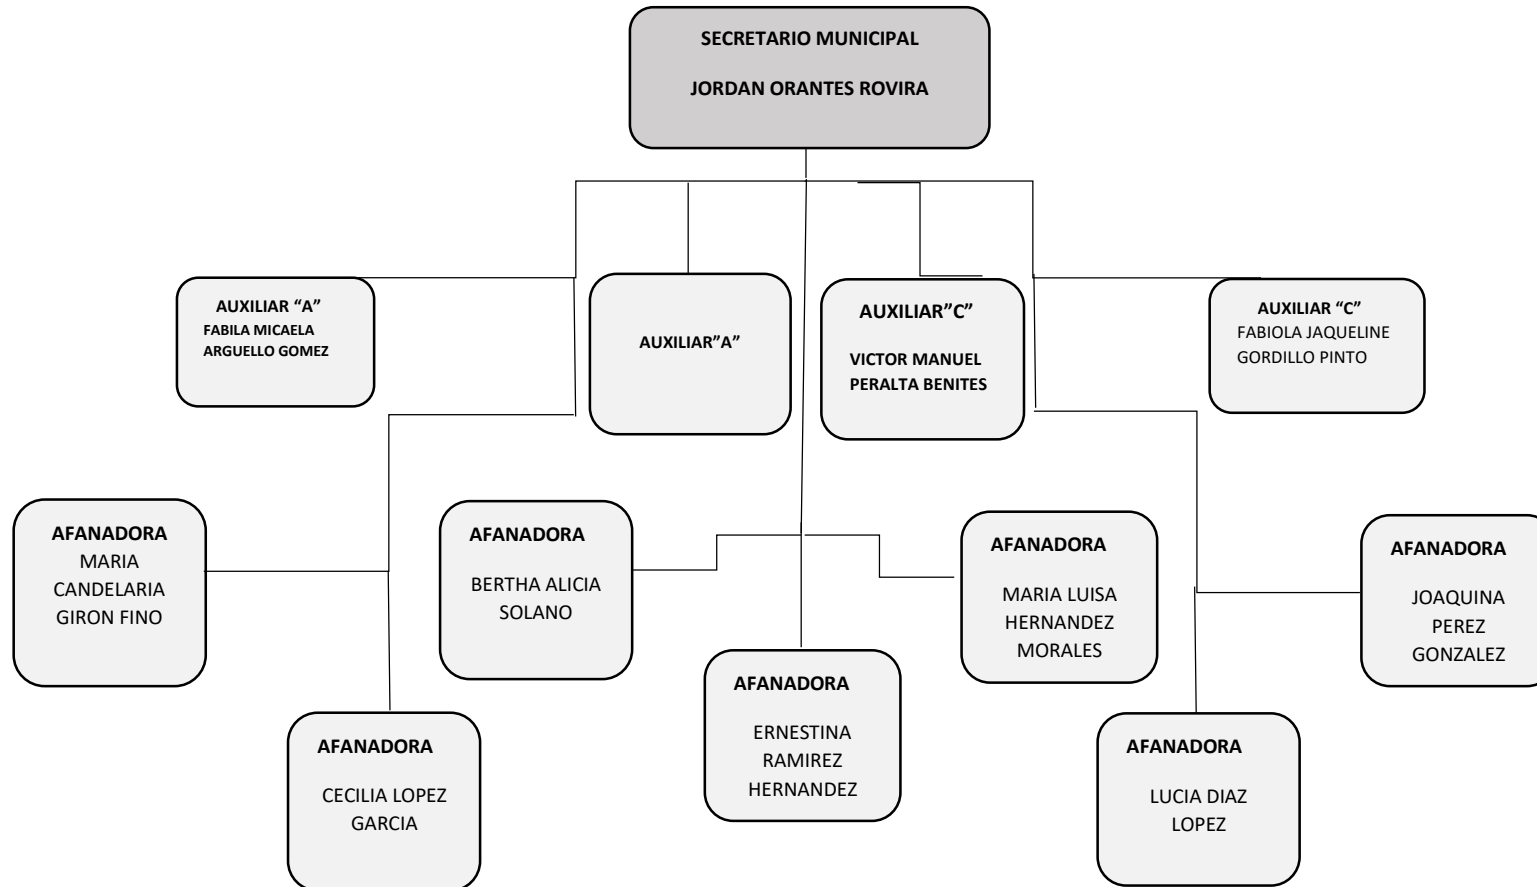 SECRETARIO MUNICIPAL
JORDAN ORANTES ROVIRA
AUXILIAR “A”
FABILA MICAELA
ARGUELLO GOMEZ
AUXILIAR”A”
AUXILIAR”C”
VICTOR MANUEL
PERALTA BENITES
AUXILIAR “C”
FABIOLA JAQUELINE
GORDILLO PINTO
AFANADORA
MARIA
CANDELARIA
GIRON FINO
AFANADORA
BERTHA ALICIA
SOLANO
AFANADORA
MARIA LUISA
HERNANDEZ
MORALES
AFANADORA
JOAQUINA
PEREZ
GONZALEZ
AFANADORA
CECILIA LOPEZ
GARCIA
AFANADORA
ERNESTINA
RAMIREZ
HERNANDEZ
AFANADORA
LUCIA DIAZ
LOPEZ